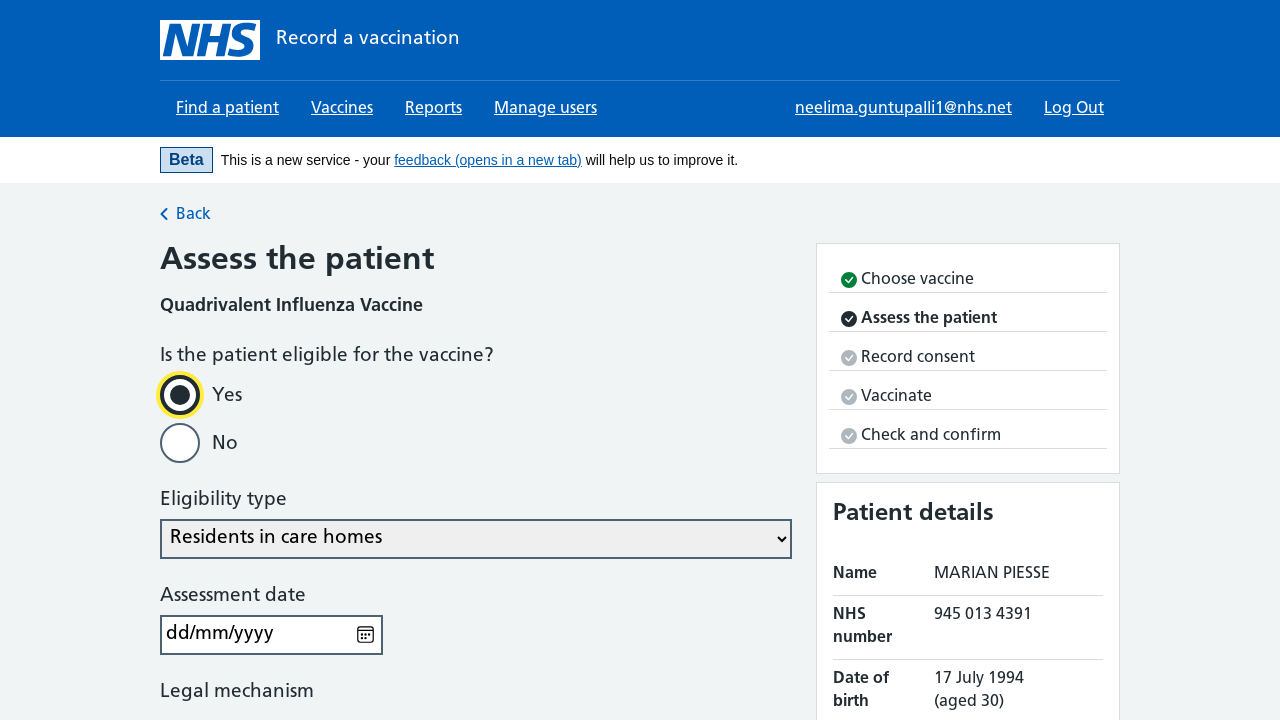 NHS
Record a vaccination
Find a patient
Vaccines
Reports
Manage users
neelima.guntupalli1@nhs.net
Log Out
Beta
This is a new service - your feedback (opens in a new tab) will help us to improve it.
Back
Assess the patient
Quadrivalent Influenza Vaccine
Is the patient eligible for the vaccine?
Yes
No
Eligibility type
Residents in care homes
Assessment date
dd/mm/yyyy
Legal mechanism
Choose vaccine
Assess the patient
Record consent
Vaccinate
Check and confirm
Patient details
Name MARIAN PIESSE
NHS number 945 013 4391
Date of birth 17 July 1994 (aged 30)